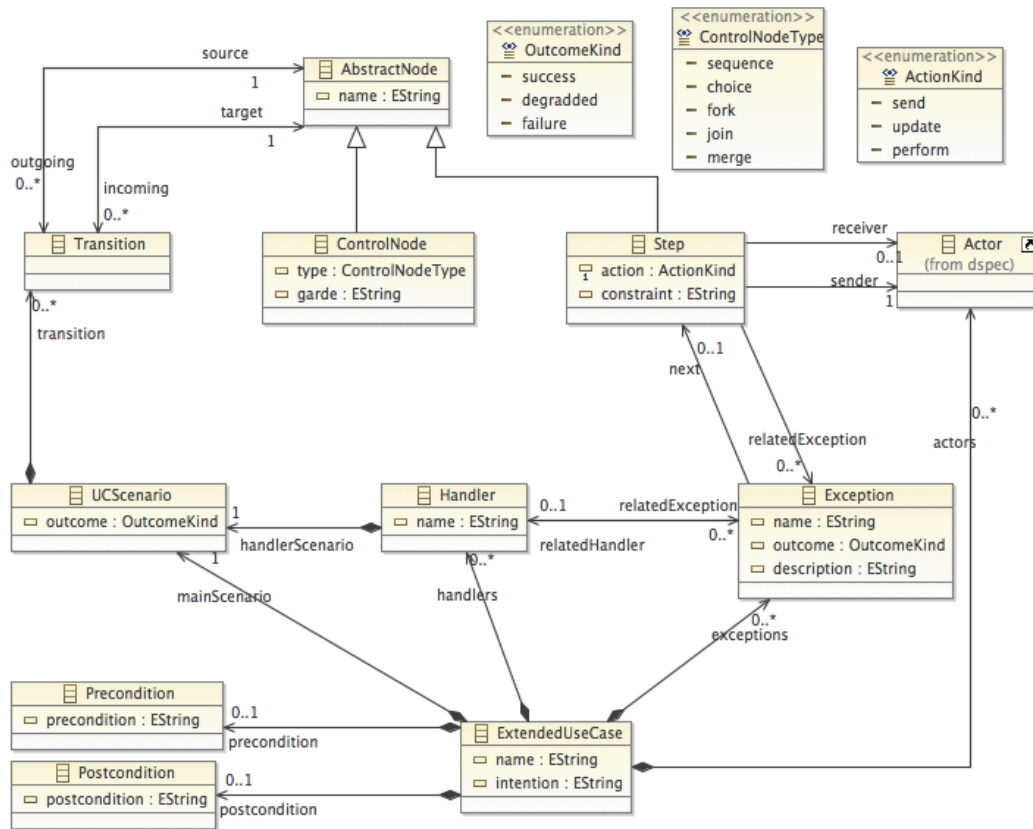 <<enumeration>>
OutcomeKind
success
degradded
failure
<<enumeration>>
ControlNodeType
sequence
choice
fork
join
merge
<<enumeration>>
ActionKind
send
update
perform
source
1
AbstractNode
name : EString
target
1
outgoing
0..*
incoming
0..*
Transition
ControlNode
type : ControlNodeType
garde : EString
Step
action : ActionKind
1
constraint : EString
receiver
0..1
sender
1
Actor
(from dspec)
0..*
transition
0..1
next
relatedException
0..*
0..*
actors
UCScenario
outcome : OutcomeKind
1
handlerScenario
Handler
name : EString
0..1
relatedHandler
relatedException
0..*
Exception
name : EString
outcome : OutcomeKind
description : EString
1
mainScenario
0..*
handlers
0..*
exceptions
Precondition
precondition : EString
0..1
precondition
Postcondition
postcondition : EString
0..1
postcondition
ExtendedUseCase
name : EString
intention : EString